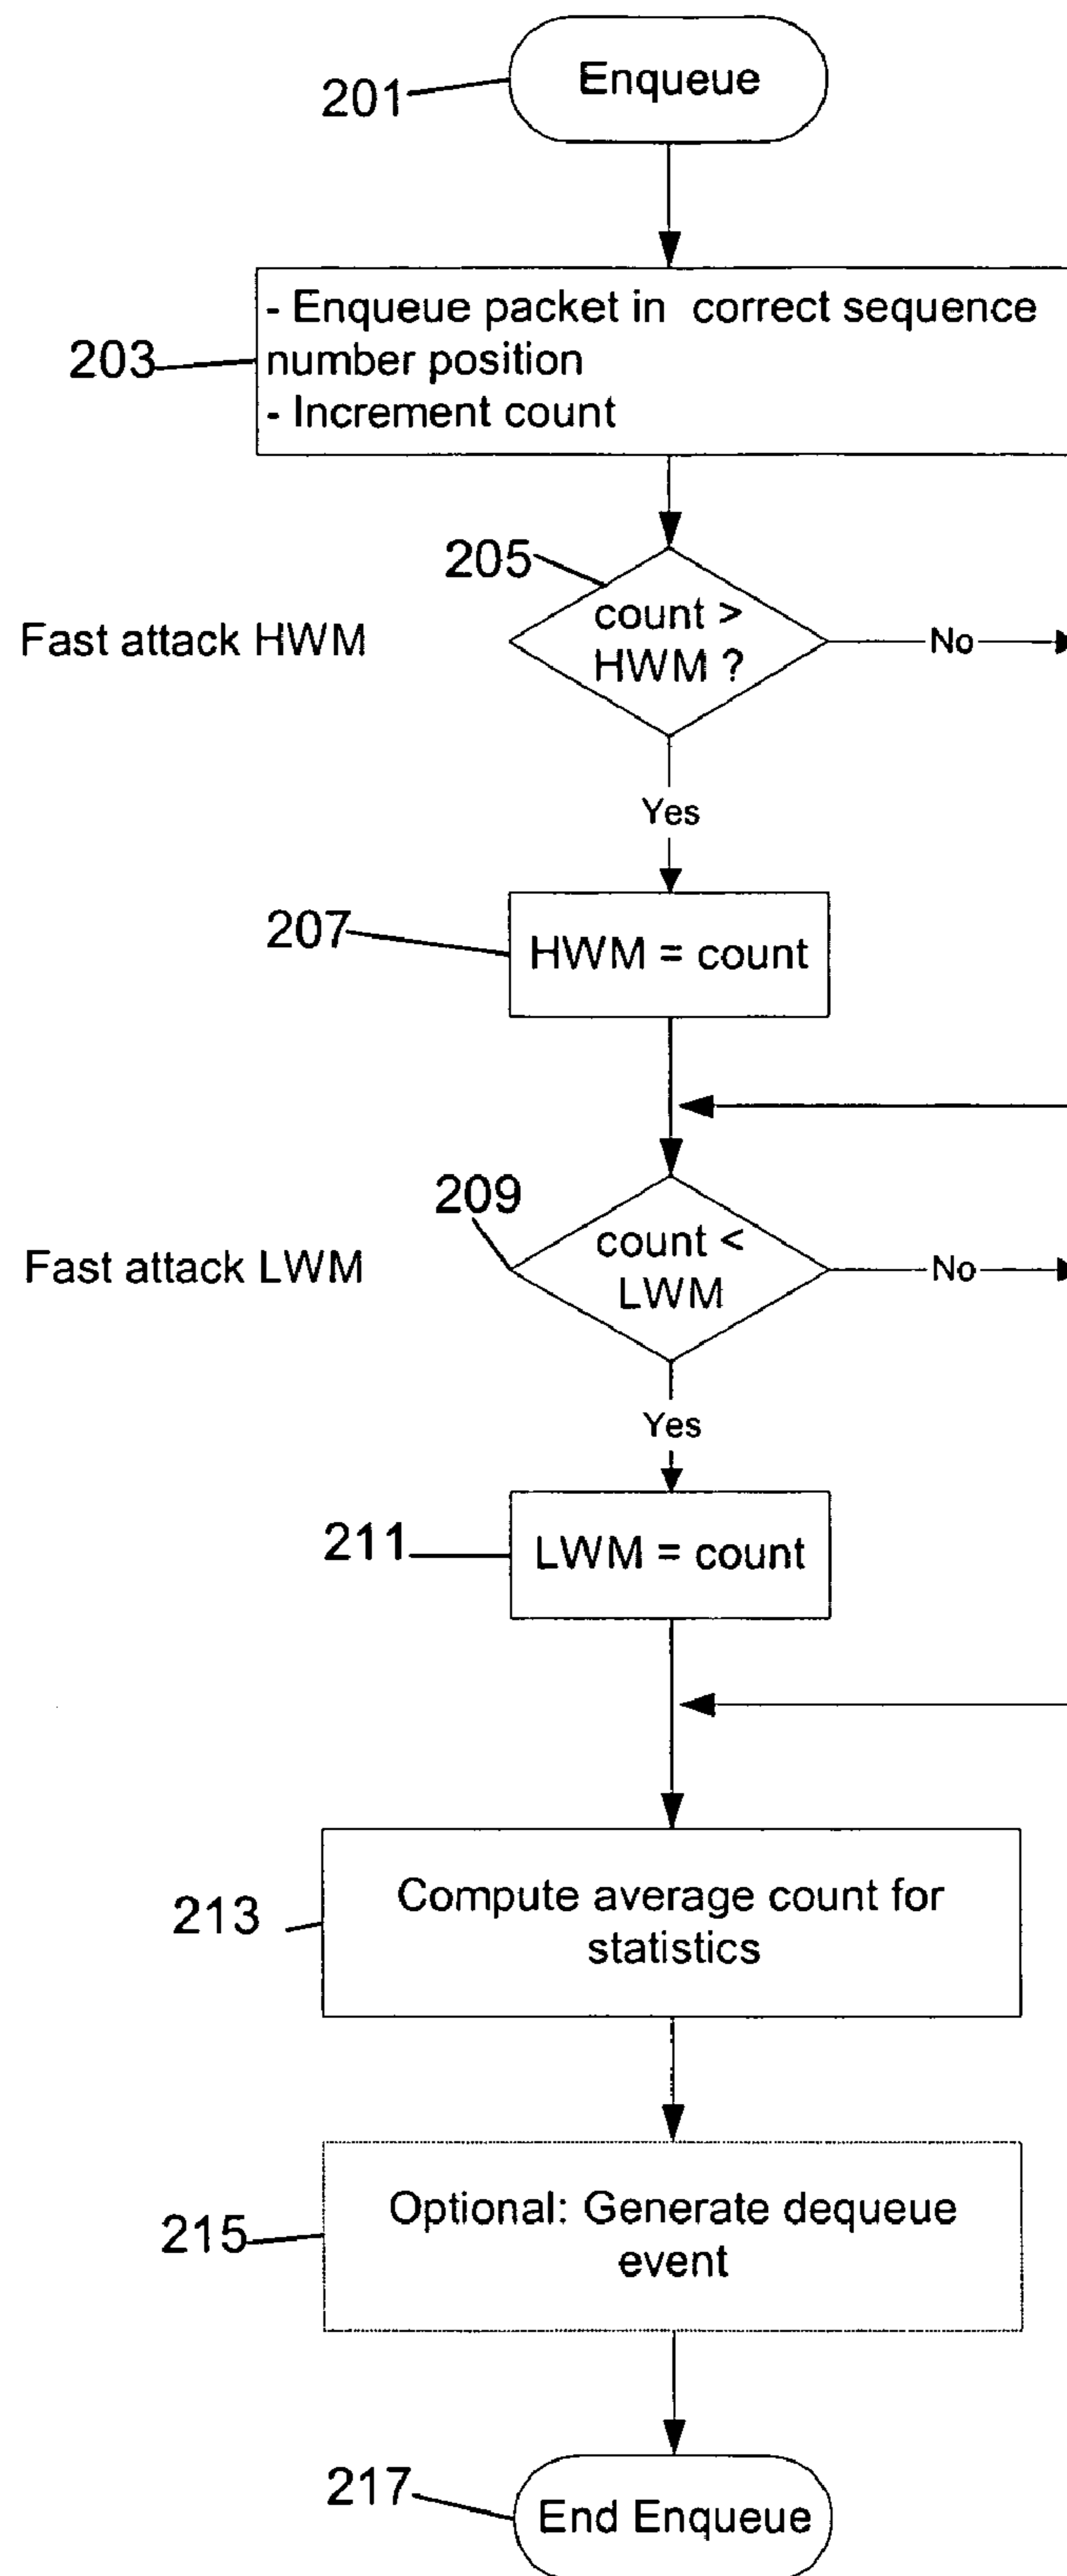 201
Enqueue
203
- Enqueue packet in correct sequence
number position
- Increment count
205
Fast attack HWM
count >
HWM ?
No
Yes
207
HWM = count
209
Fast attack LWM
count <
LWM
No
Yes
211
LWM = count
213
Compute average count for
statistics
215
Optional: Generate dequeue
event
217
End Enqueue